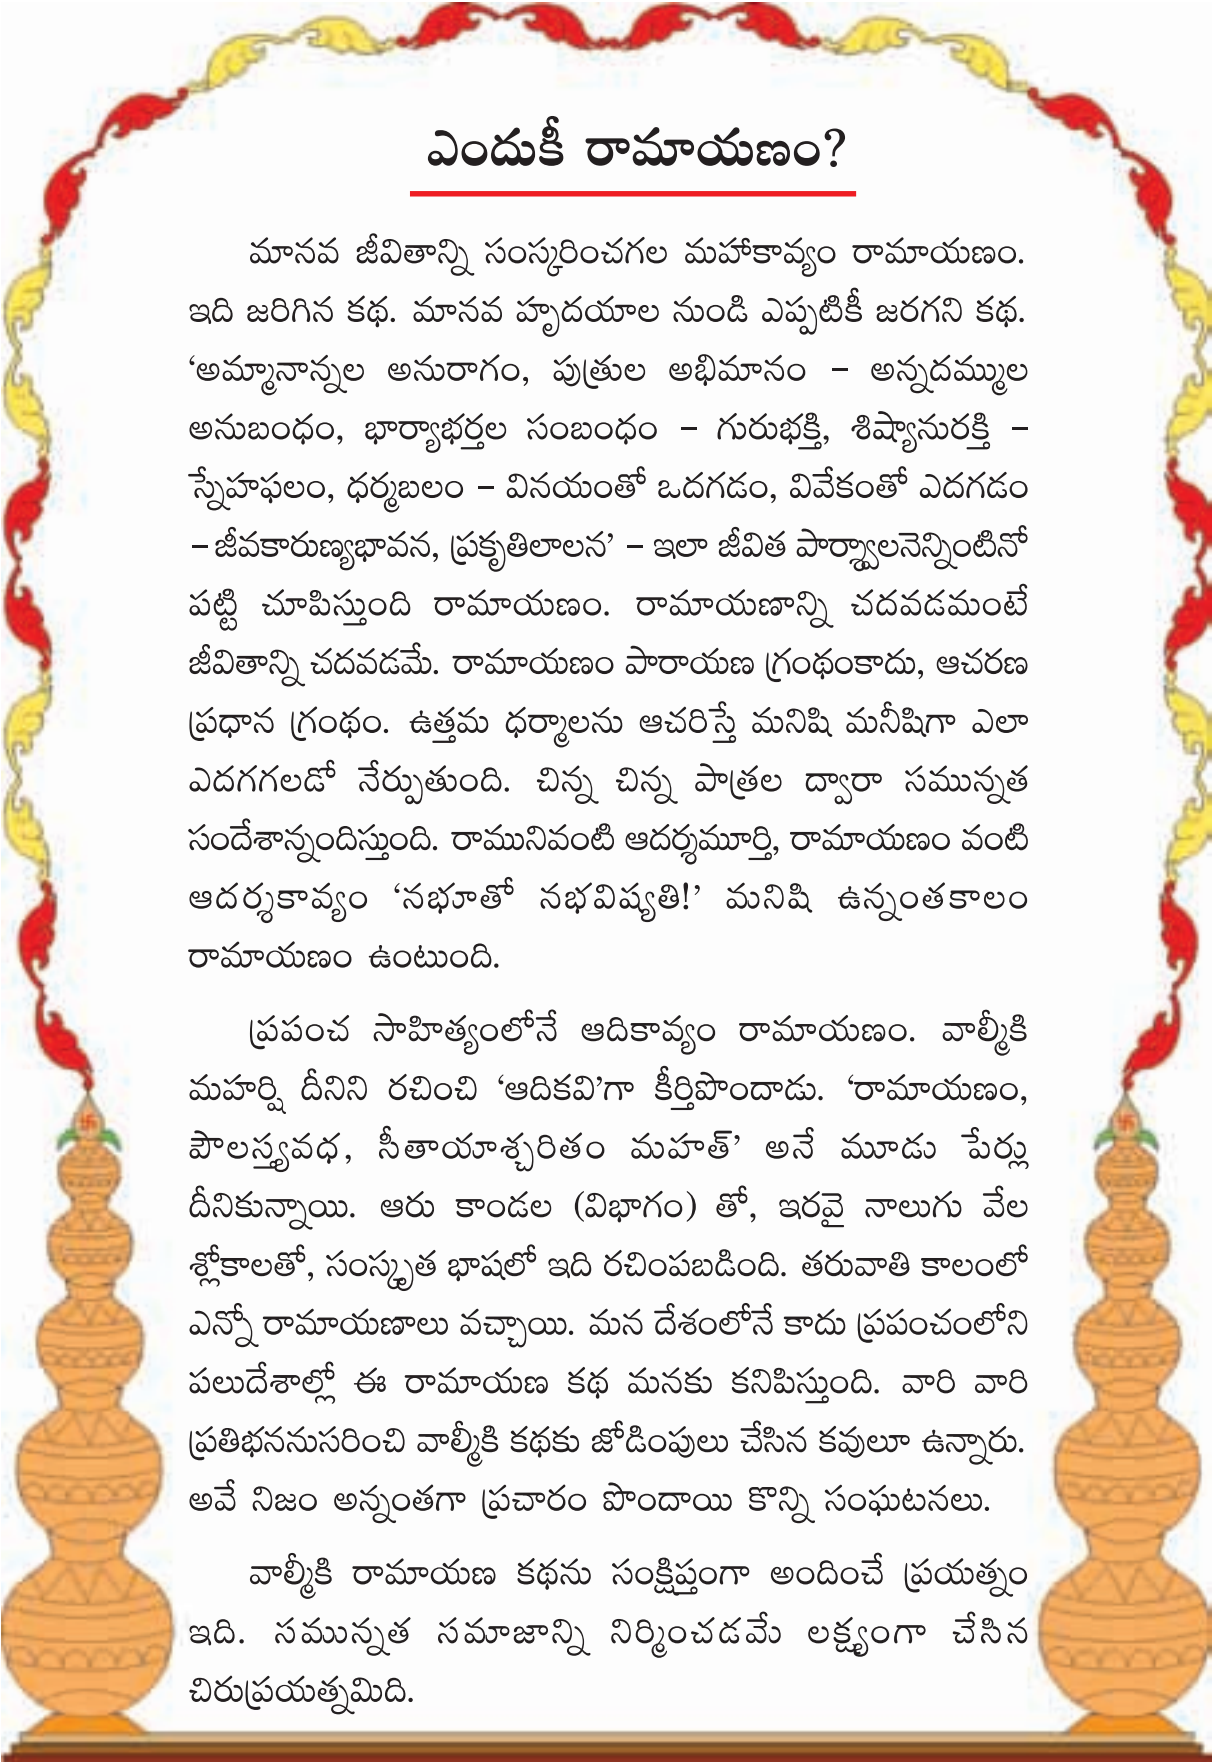 ఎందుకీ రామాయణం?
మానవ జీవితాన్ని సంస్కరించగల మహాకావ్యం రామాయణం.
ఇది జరిగిన కథ. మానవ హృదయాల నుండి ఎప్పటికీ జరగని కథ.
‘అమ్మానాన్నల అనురాగం, పుత్రుల అభిమానం – అన్నదమ్ముల
అనుబంధం, భార్యాభర్తల సంబంధం – గురుభక్తి, శిష్యానురక్తి –
స్నేహఫలం, ధర్మబలం – వినయంతో ఒదగడం, వివేకంతో ఎదగడం
– జీవకారుణ్యభావన, ప్రకృతిలాలన’ – ఇలా జీవిత పార్శ్వాలనెన్నింటినో
పట్టి చూపిస్తుంది రామాయణం. రామాయణాన్ని చదవడమంటే
జీవితాన్ని చదవడమే. రామాయణం పారాయణ గ్రంథంకాదు, ఆచరణ
ప్రధాన గ్రంథం. ఉత్తమ ధర్మాలను ఆచరిస్తే మనిషి మనీషిగా ఎలా
ఎదగగలడో నేర్పుతుంది. చిన్న చిన్న పాత్రల ద్వారా సమున్నత
సందేశాన్నందిస్తుంది. రామునివంటి ఆదర్శమూర్తి, రామాయణం వంటి
ఆదర్శకావ్యం ‘నభూతో నభవిష్యతి!’ మనిషి ఉన్నంతకాలం
రామాయణం ఉంటుంది.
ప్రపంచ సాహిత్యంలోనే ఆదికావ్యం రామాయణం. వాల్మీకి
మహర్షి దీనిని రచించి ‘ఆదికవి’గా కీర్తిపొందాడు. ‘రామాయణం,
పౌలస్త్యవధ, సీతాయాశ్చరితం మహత్’ అనే మూడు పేర్లు
దీనికున్నాయి. ఆరు కాండల (విభాగం) తో, ఇరవై నాలుగు వేల
శ్లోకాలతో, సంస్కృత భాషలో ఇది రచింపబడింది. తరువాతి కాలంలో
ఎన్నో రామాయణాలు వచ్చాయి. మన దేశంలోనే కాదు ప్రపంచంలోని
పలుదేశాల్లో ఈ రామాయణ కథ మనకు కనిపిస్తుంది. వారి వారి
ప్రతిభననుసరించి వాల్మీకి కథకు జోడింపులు చేసిన కవులూ ఉన్నారు.
అవే నిజం అన్నంతగా ప్రచారం పొందాయి కొన్ని సంఘటనలు.
వాల్మీకి రామాయణ కథను సంక్షిప్తంగా అందించే ప్రయత్నం
ఇది. సమున్నత సమాజాన్ని నిర్మించడమే లక్ష్యంగా చేసిన
చిరుప్రయత్నమిది.